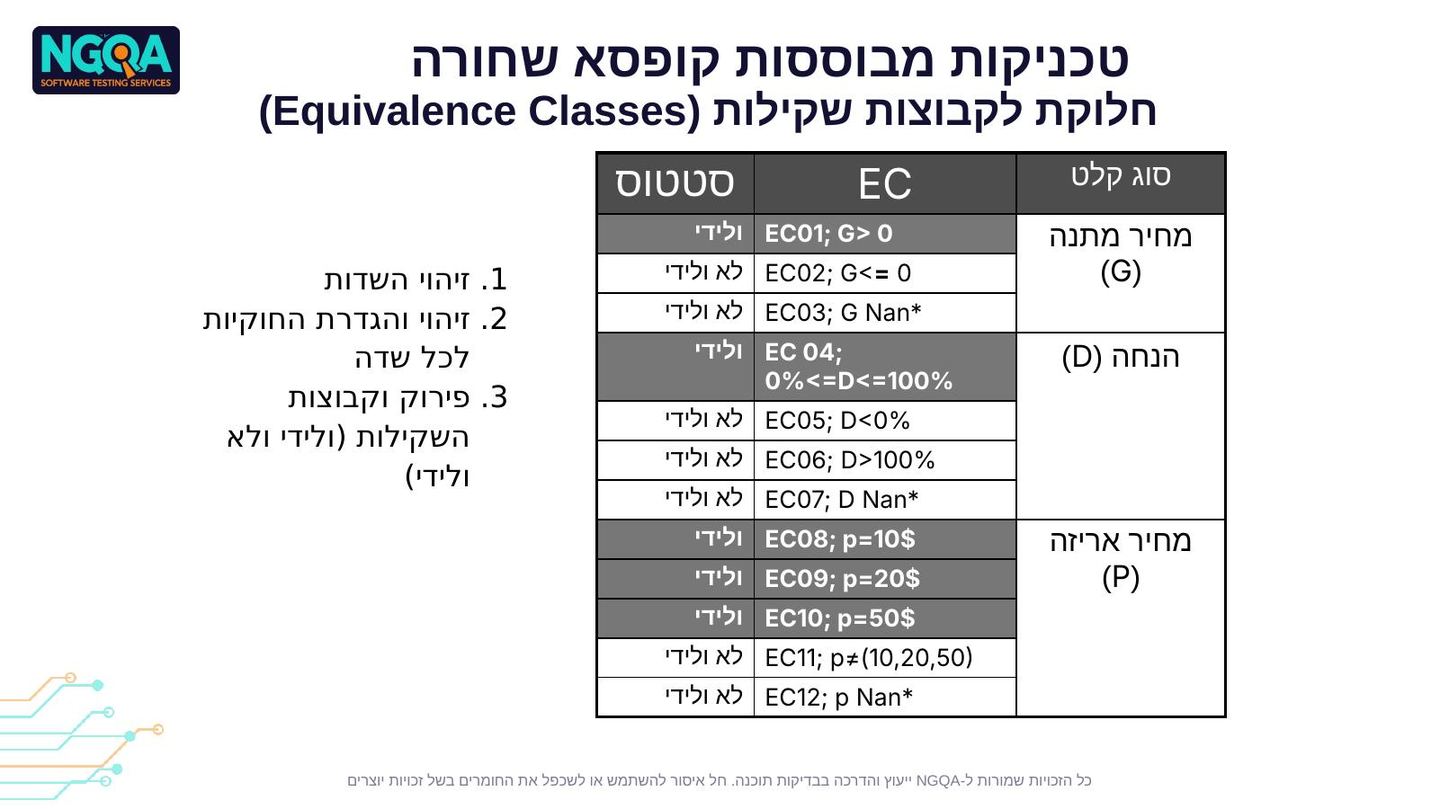 NGQA
SOFTWARE TESTING SERVICES
טכניקות מבוססות קופסא שחורה
חלוקת לקבוצות שקילות (Equivalence Classes)
סוג קלט EC סטטוס
מחיר מתנה
(G)
EC01; G> 0 ולידי
EC02; G<= 0 לא ולידי
EC03; G Nan* לא ולידי
הנחה (D)
EC 04;
0%<=D<=100%
ולידי
EC05; D<0% לא ולידי
EC06; D>100% לא ולידי
EC07; D Nan* לא ולידי
מחיר אריזה
(P)
EC08; p=10$ ולידי
EC09; p=20$ ולידי
EC10; p=50$ ולידי
EC11; p≠(10,20,50) לא ולידי
EC12; p Nan* לא ולידי
1. זיהוי השדות
2. זיהוי והגדרת החוקיות
לכל שדה
3. פירוק וקבוצות
השקילות (ולידי ולא
ולידי)
כל הזכויות שמורות ל-NGQA ייעוץ והדרכה בבדיקות תוכנה. חל איסור להשתמש או לשכפל את החומרים בשל זכויות יוצרים